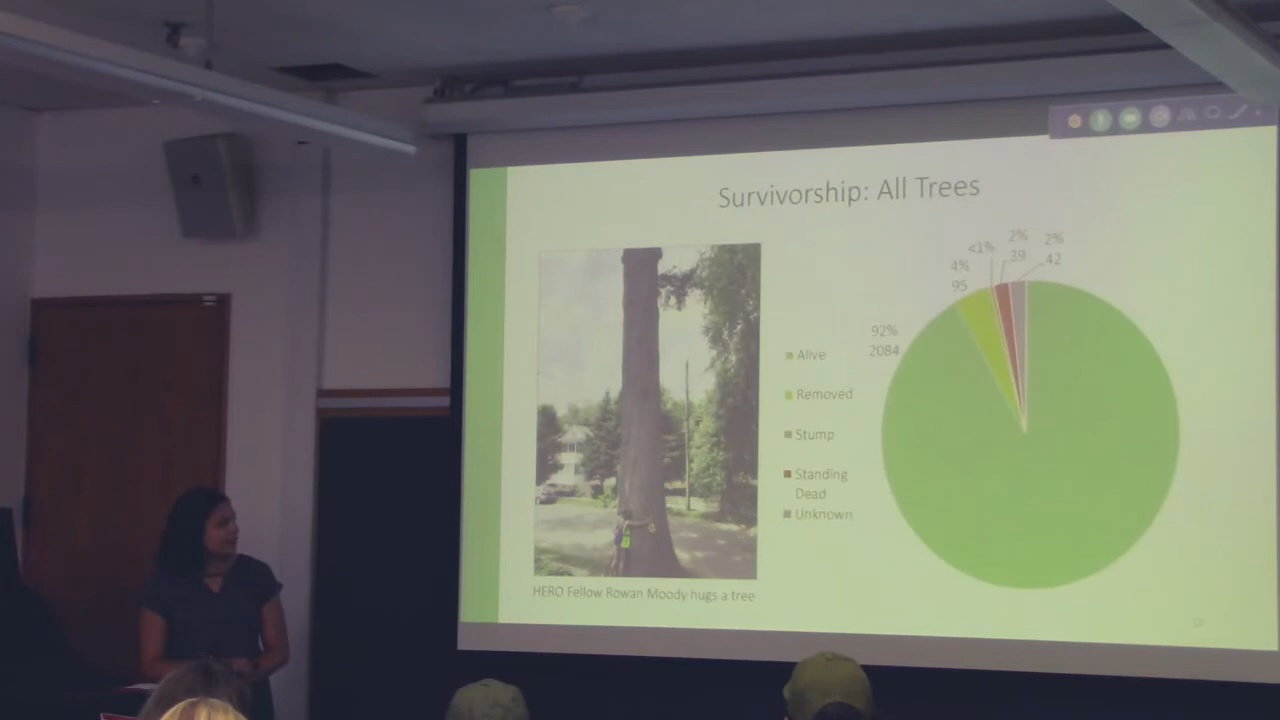 Survivorship: All Trees
<1%
2%
39
2%
42
4%
95
92%
2084
Alive
Removed
Stump
Standing
Dead
Unknown
HERO Fellow Rowan Moody hugs a tree